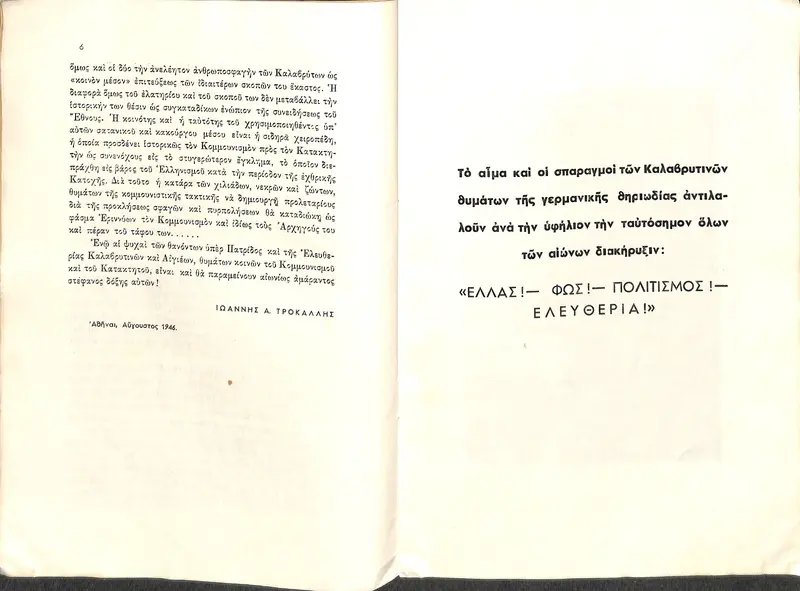 6
ὅμως καὶ οἱ δύο τὴν ἀνελέητον ἀνθρωποσφαγὴν τῶν Καλαβρύτων ὡς
«κοινὸν μέσον» ἐπιτεύξεως τῶν ἰδιαιτέρων σκοπῶν του ἕκαστος. Ἡ
διαφορὰ ὅμως τοῦ ἐλατηρίου καὶ τοῦ σκοποῦ των δὲν μεταβάλλει τὴν
ἱστορικήν των θέσιν ὡς συγκαταδίκων ἐνώπιον τῆς συνειδήσεως τοῦ
Ἔθνους. Ἡ κοινότης καὶ ἡ ταυτότης τοῦ χρησιμοποιηθέντος ὑπ'
αὐτῶν σατανικοῦ καὶ κακούργου μέσου εἶναι ἡ σιδηρᾶ χειροπέδη,
ἡ ὁποία προσδένει ἱστορικῶς τὸν Κομμουνισμὸν πρὸς τὸν Κατακτη-
τὴν ὡς συνενόχους εἰς τὸ στυγερώτερον ἔγκλημα, τὸ ὁποῖον διε-
πράχθη εἰς βάρος τοῦ Ἑλληνισμοῦ κατὰ τὴν περίοδον τῆς ἐχθρικῆς
Κατοχῆς. Διὰ τοῦτο ἡ κατάρα τῶν χιλιάδων, νεκρῶν καὶ ζώντων,
θυμάτων τῆς κομμουνιστικῆς τακτικῆς νὰ δημιουργῇ προλεταρίους
διὰ τῆς προκλήσεως σφαγῶν καὶ πυρπολήσεων θὰ καταδιώκῃ ὡς
φάσμα Ἐριννύων τὸν Κομμουνισμὸν καὶ ἰδίως τοὺς Ἀρχηγούς του
καὶ πέραν τοῦ τάφου των......
Ἐνῷ αἱ ψυχαὶ τῶν θανόντων ὑπὲρ Πατρίδος καὶ τῆς Ἐλευθε-
ρίας Καλαβρυτινῶν καὶ Αἰγιέων, θυμάτων κοινῶν τοῦ Κομμουνισμοῦ
καὶ τοῦ Κατακτητοῦ, εἶναι καὶ θὰ παραμείνουν αἰωνίως ἀμάραντος
στέφανος δόξης αὐτῶν!
ΙΩΑΝΝΗΣ Α. ΤΡΟΚΑΛΛΗΣ
Ἀθῆναι, Αὔγουστος 1946.
Τὸ αἷμα καὶ οἱ σπαραγμοὶ τῶν Καλαβρυτινῶν
θυμάτων τῆς γερμανικῆς θηριωδίας ἀντιλα-
λοῦν ἀνὰ τὴν ὑφήλιον τὴν ταὐτόσημον ὅλων
τῶν αἰώνων διακήρυξιν:
«ΕΛΛΑΣ!— ΦΩΣ!— ΠΟΛΙΤΙΣΜΟΣ!—
ΕΛΕΥΘΕΡΙΑ!»